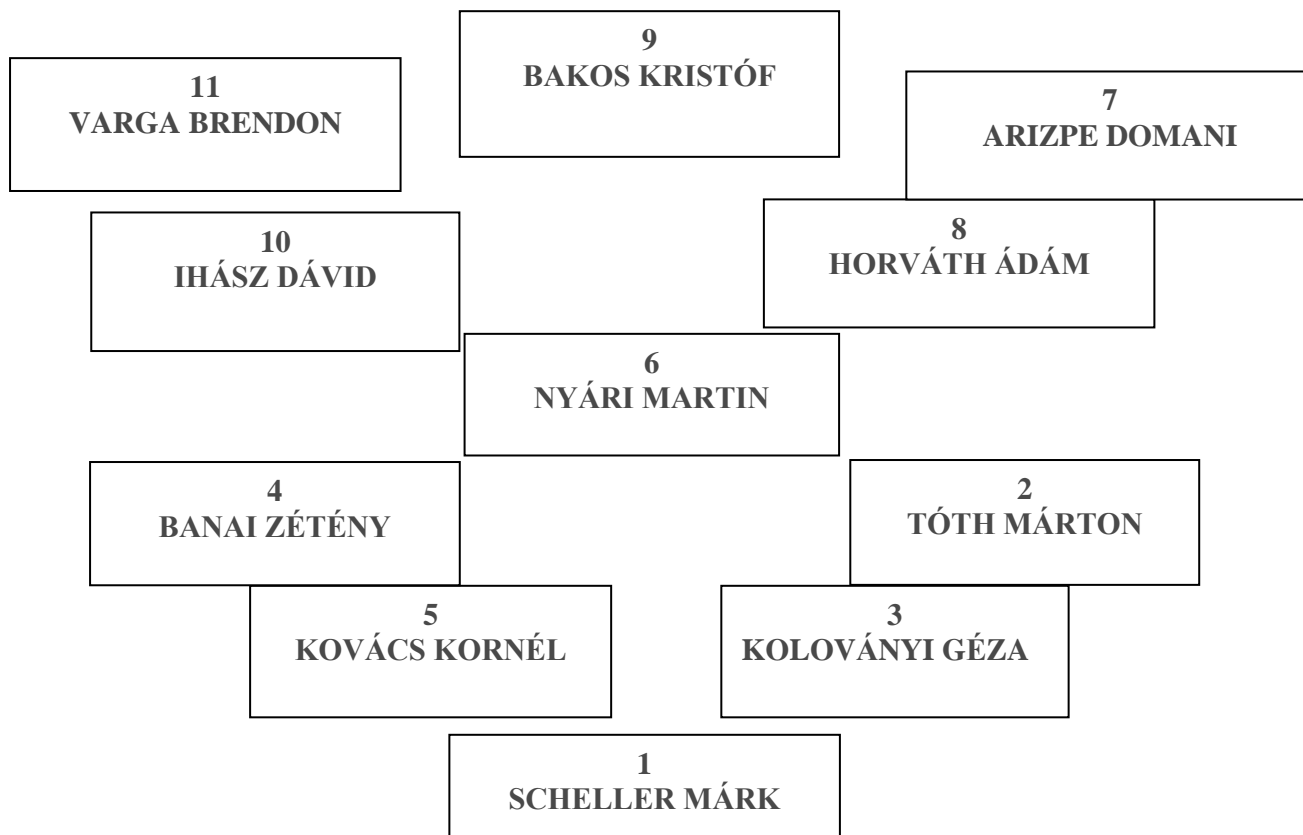 9
BAKOS KRISTÓF
11
VARGA BRENDON
7
ARIZPE DOMANI
10
IHÁSZ DÁVID
8
HORVÁTH ÁDÁM
6
NYÁRI MARTIN
4
BANAI ZÉTÉNY
2
TÓTH MÁRTON
5
KOVÁCS KORNÉL
3
KOLOVÁNYI GÉZA
1
SCHELLER MÁRK